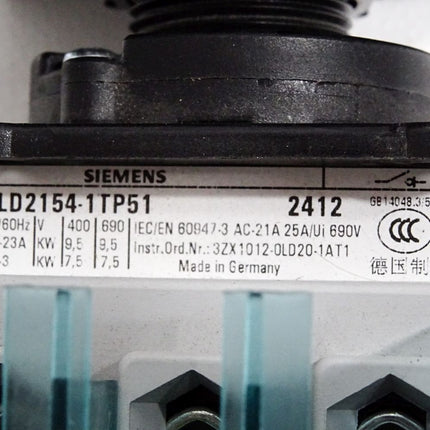 SIEMENS
LD2154-1TP51 2412 GB14048.3
/60Hz V 400 690 IEC/EN 60947-3 AC-21A 25A/Ui 690V
-23A KW 9,5 9,5 Instr.Ord.Nr.: 3ZX1012-0LD20-1AT1
-3 KW 7,5 7,5 Made in Germany
CCC
德国制